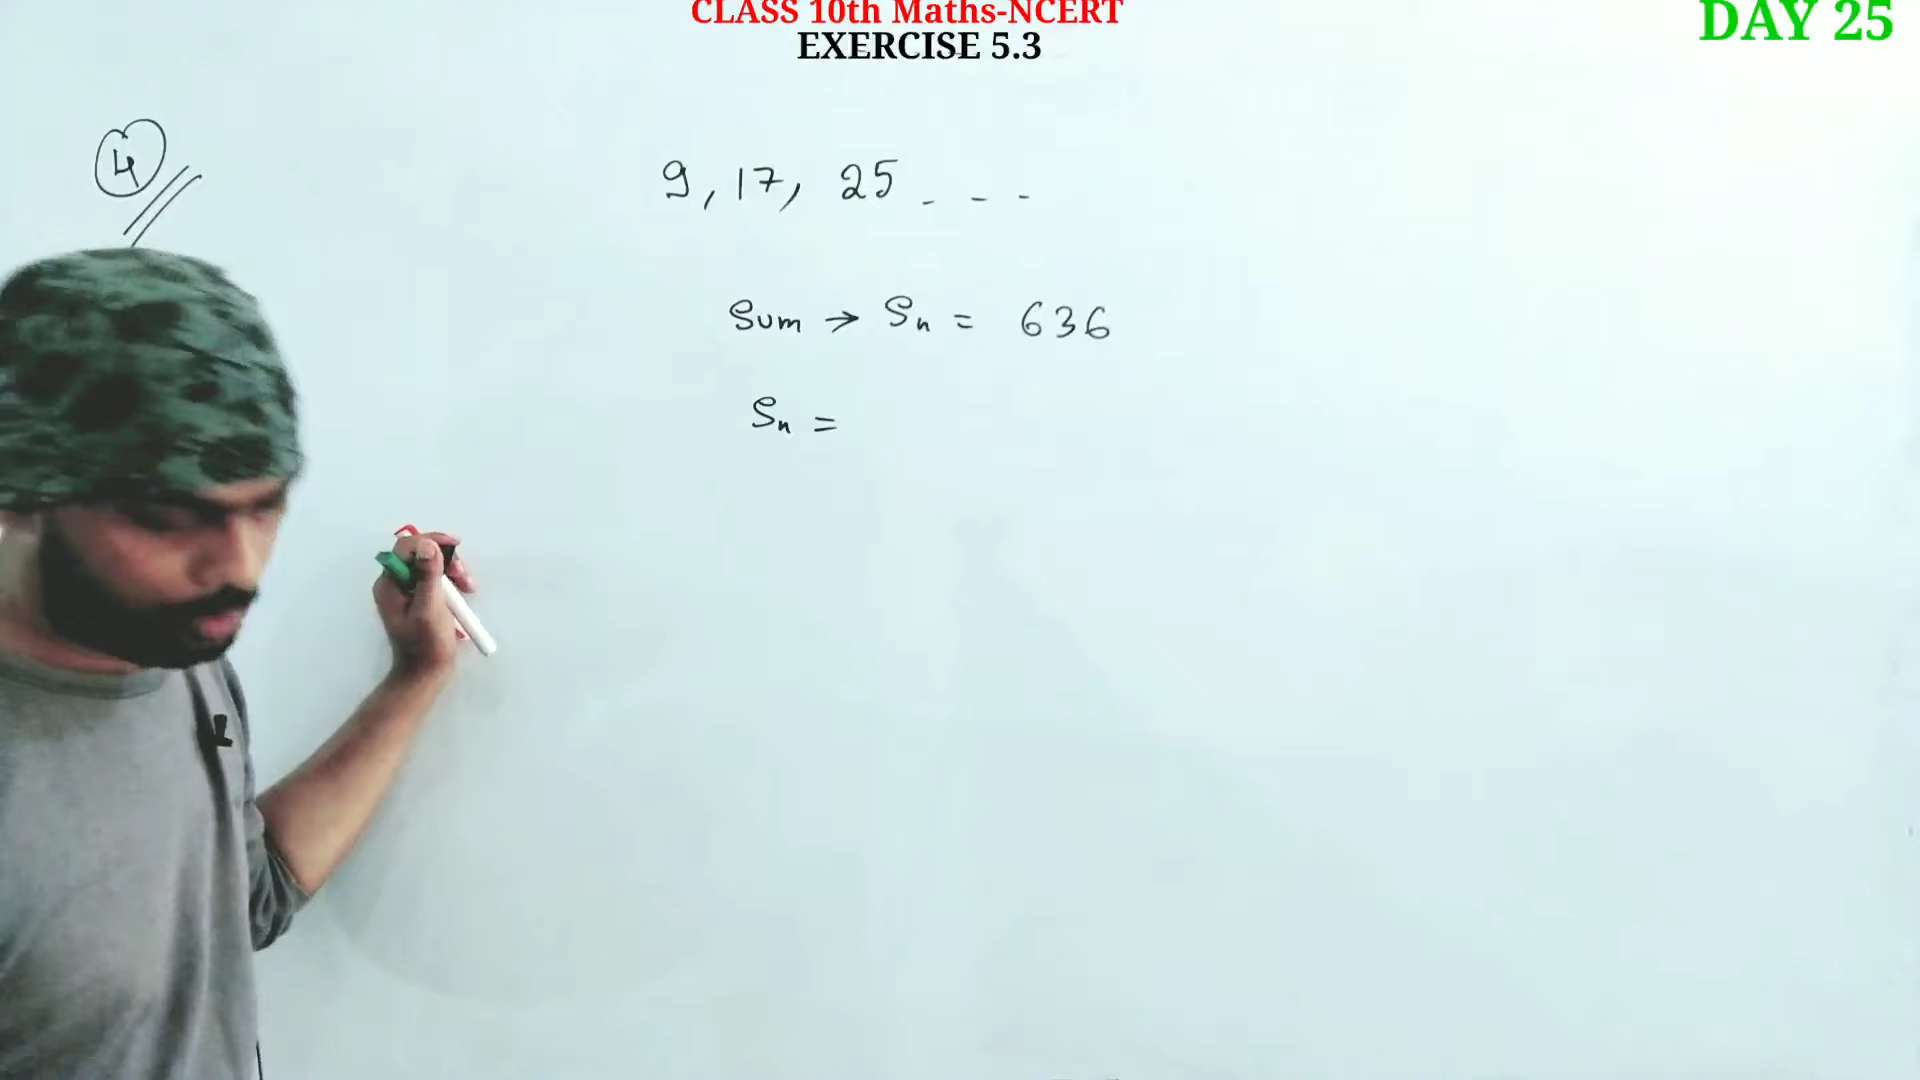 CLASS 10th Maths-NCERT
EXERCISE 5.3
DAY 25
4
9, 17, 25 - - -
Sum → Sn = 636
Sn =